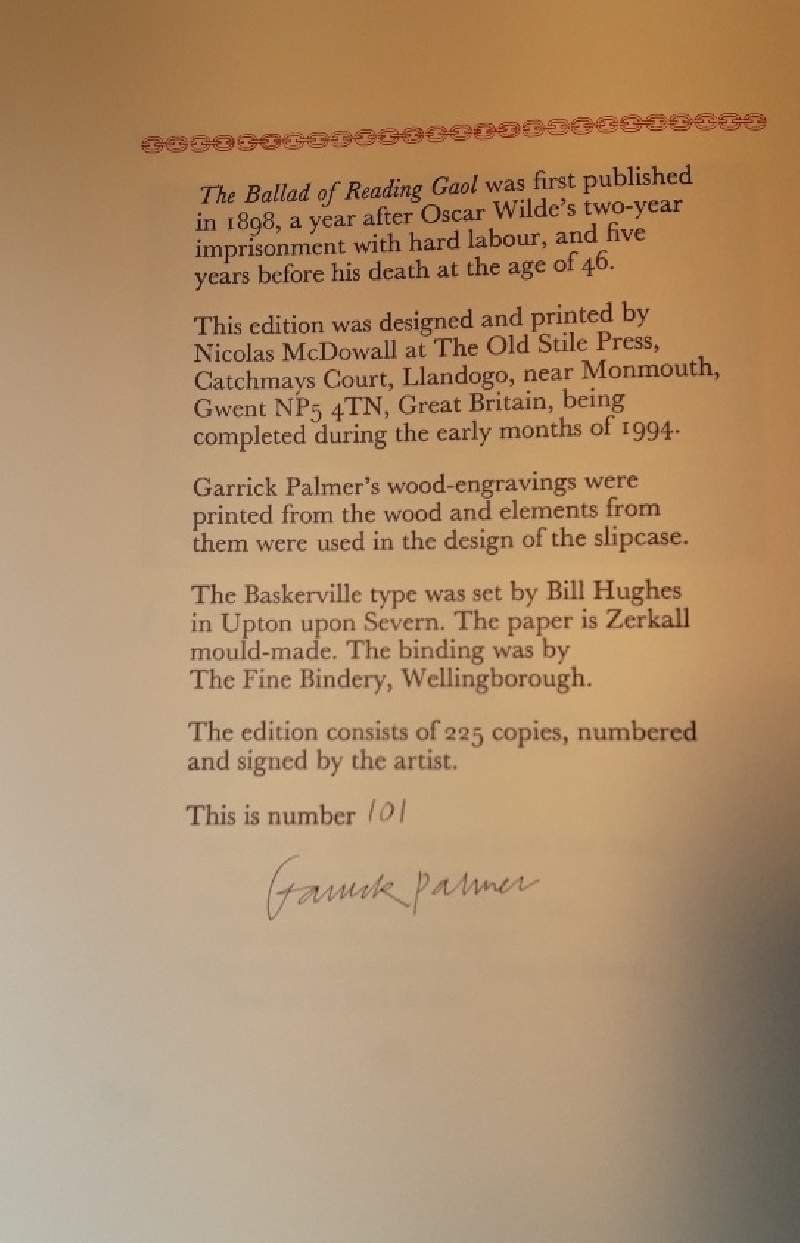 The Ballad of Reading Gaol was first published
in 1898, a year after Oscar Wilde's two-year
imprisonment with hard labour, and five
years before his death at the age of 46.
This edition was designed and printed by
Nicolas McDowall at The Old Stile Press,
Catchmays Court, Llandogo, near Monmouth,
Gwent NP5 4TN, Great Britain, being
completed during the early months of 1994.
Garrick Palmer's wood-engravings were
printed from the wood and elements from
them were used in the design of the slipcase.
The Baskerville type was set by Bill Hughes
in Upton upon Severn. The paper is Zerkall
mould-made. The binding was by
The Fine Bindery, Wellingborough.
The edition consists of 225 copies, numbered
and signed by the artist.
This is number 101
Garrick Palmer